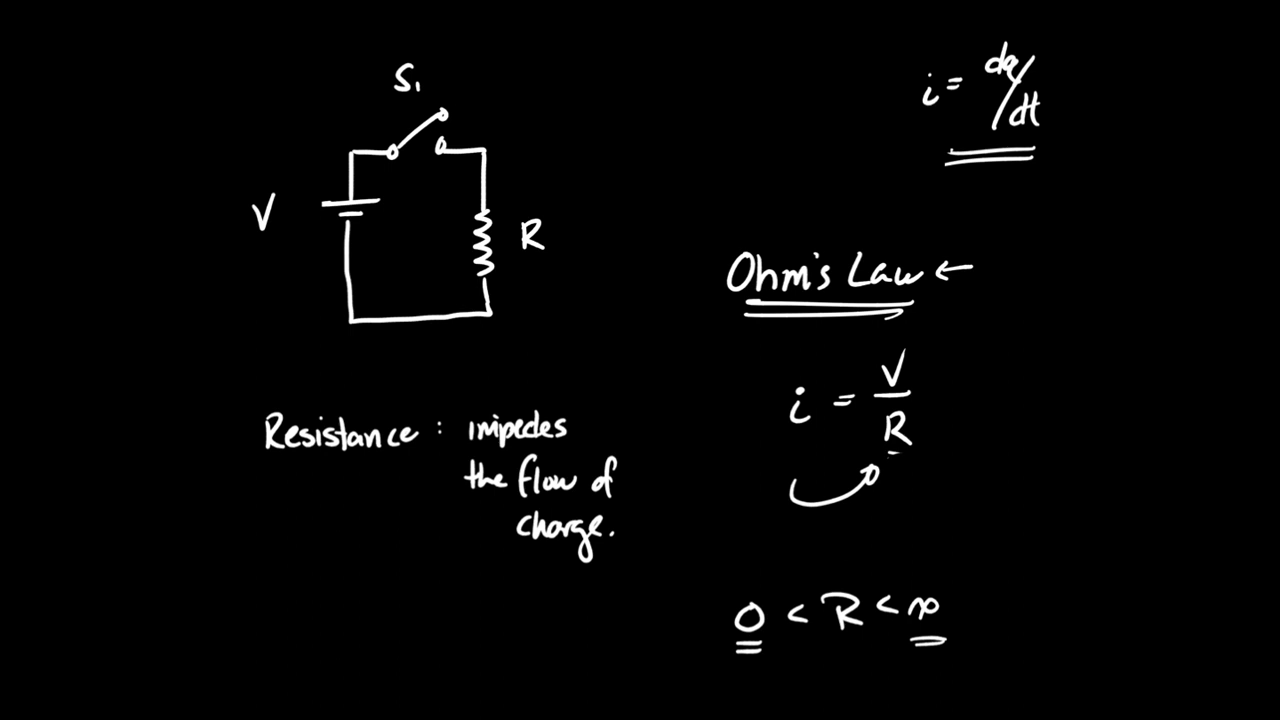 S₁
i = dq/dt
V
R
Ohm's Law ←
i = V/R
Resistance : impedes
the flow of
charge.
0 < R < ∞